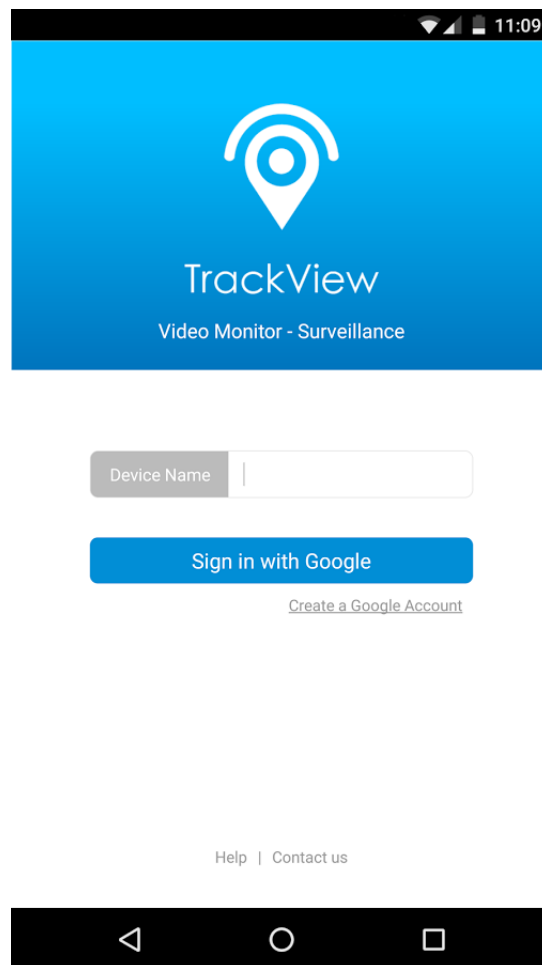 11:09
TrackView
Video Monitor - Surveillance
Device Name
Sign in with Google
Create a Google Account
Help | Contact us